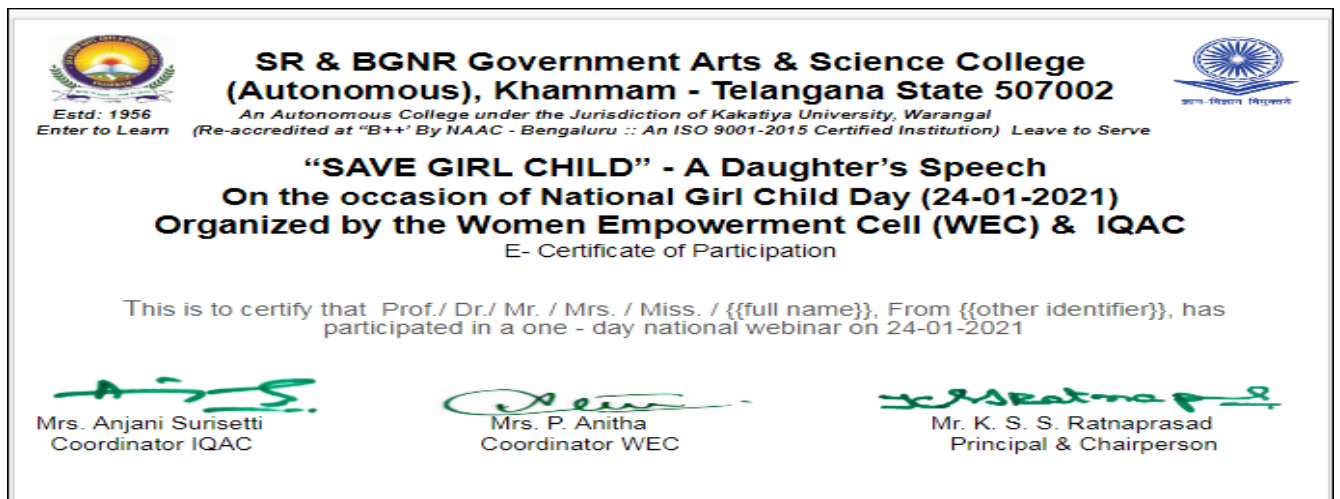 SR & BGNR Government Arts & Science College
(Autonomous), Khammam - Telangana State 507002
Estd: 1956
An Autonomous College under the Jurisdiction of Kakatiya University, Warangal
Enter to Learn (Re-accredited at “B++’ By NAAC - Bengaluru :: An ISO 9001-2015 Certified Institution) Leave to Serve
ज्ञान-विज्ञान विमुक्तये
“SAVE GIRL CHILD” - A Daughter’s Speech
On the occasion of National Girl Child Day (24-01-2021)
Organized by the Women Empowerment Cell (WEC) & IQAC
E- Certificate of Participation
This is to certify that Prof./ Dr./ Mr. / Mrs. / Miss. / {{full name}}, From {{other identifier}}, has
participated in a one - day national webinar on 24-01-2021
Mrs. Anjani Surisetti
Coordinator IQAC
Mrs. P. Anitha
Coordinator WEC
Mr. K. S. S. Ratnaprasad
Principal & Chairperson